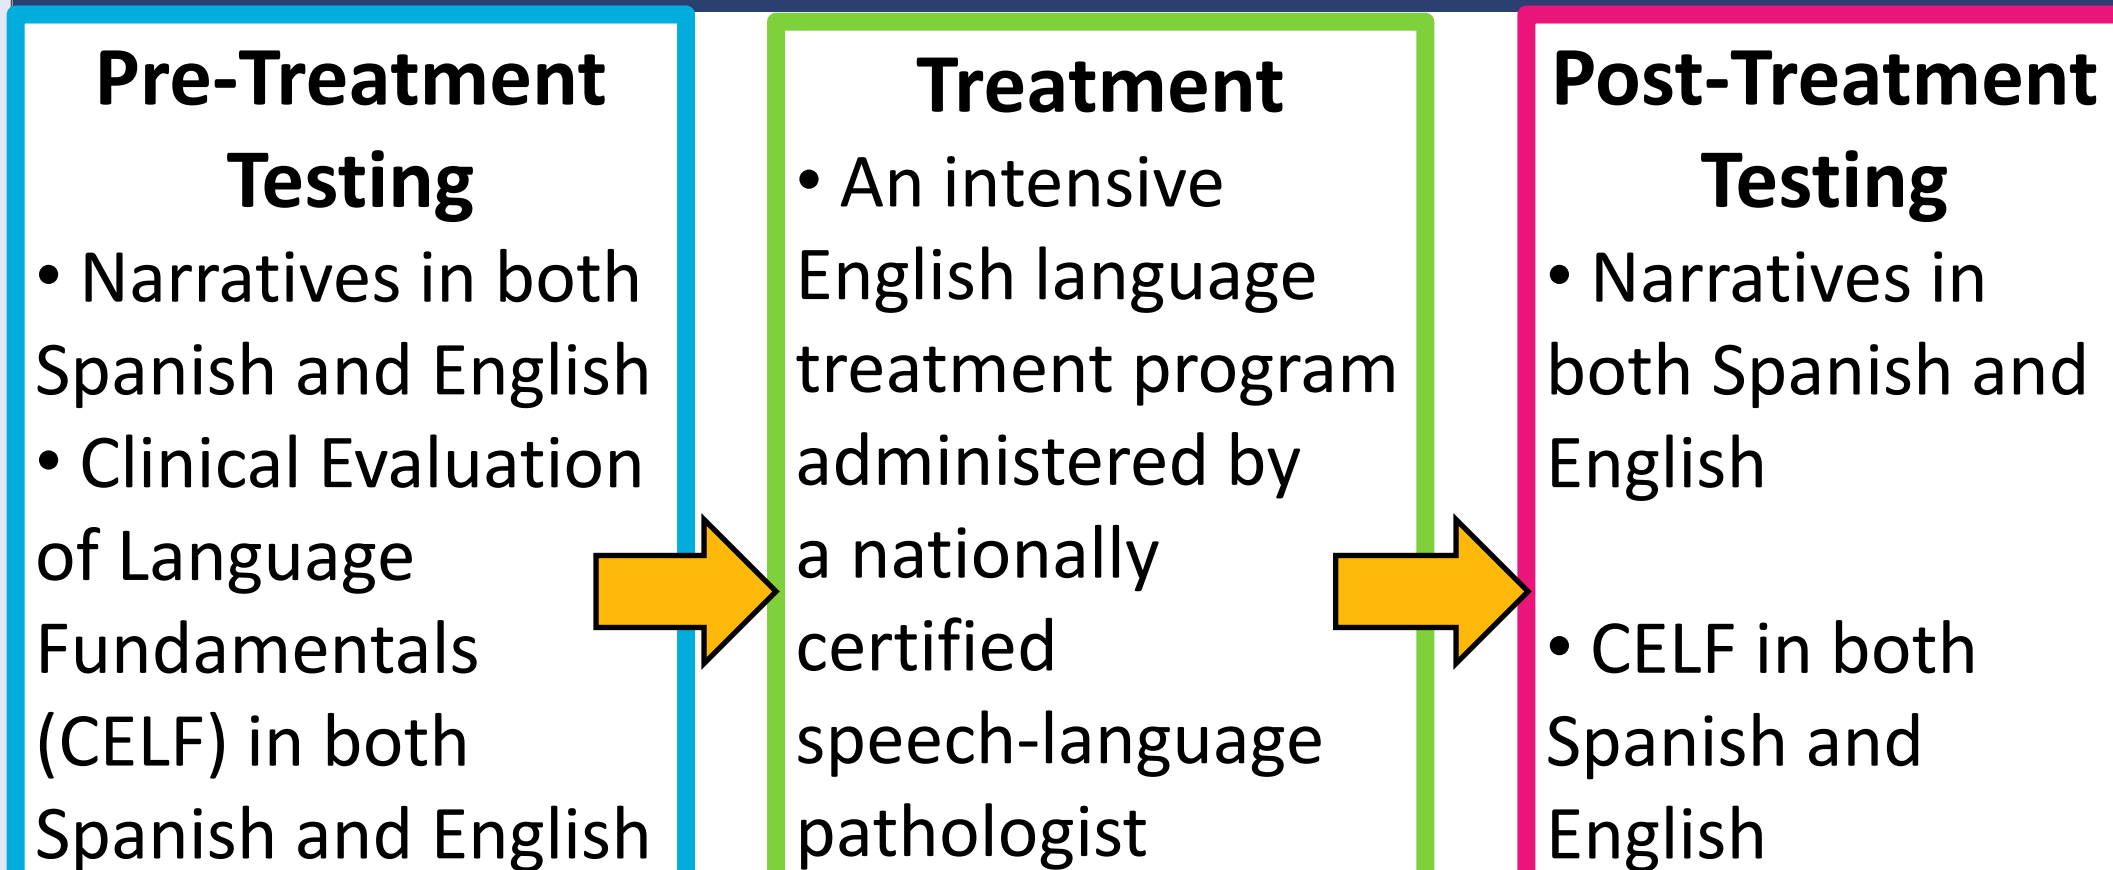 Pre-Treatment
Testing
• Narratives in both
Spanish and English
• Clinical Evaluation
of Language
Fundamentals
(CELF) in both
Spanish and English
Treatment
• An intensive
English language
treatment program
administered by
a nationally
certified
speech-language
pathologist
Post-Treatment
Testing
• Narratives in
both Spanish and
English
• CELF in both
Spanish and
English